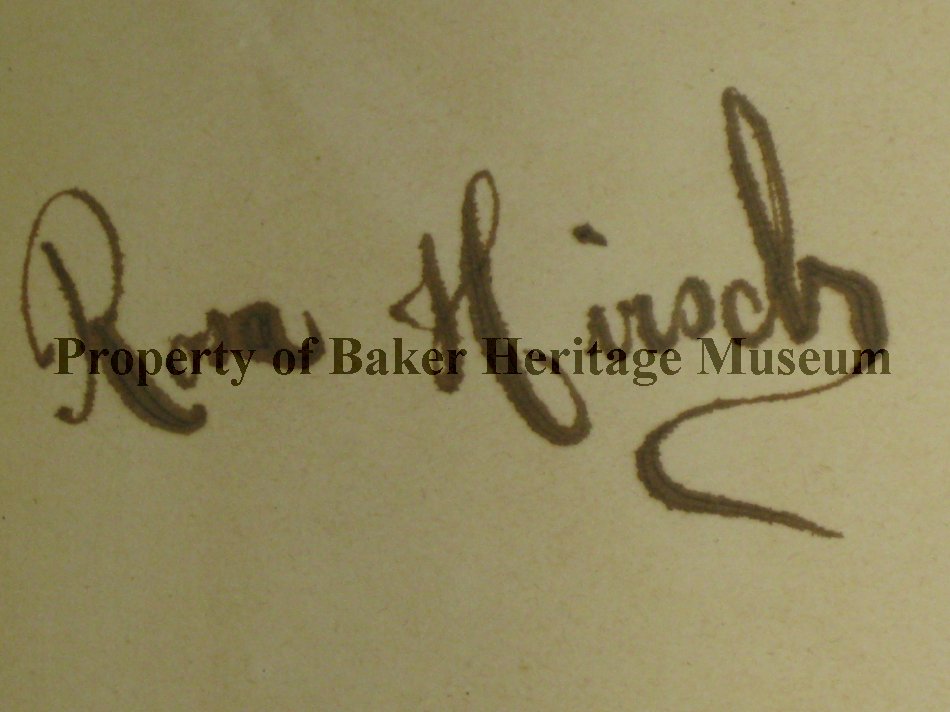 Rosa Hirsch
Property of Baker Heritage Museum